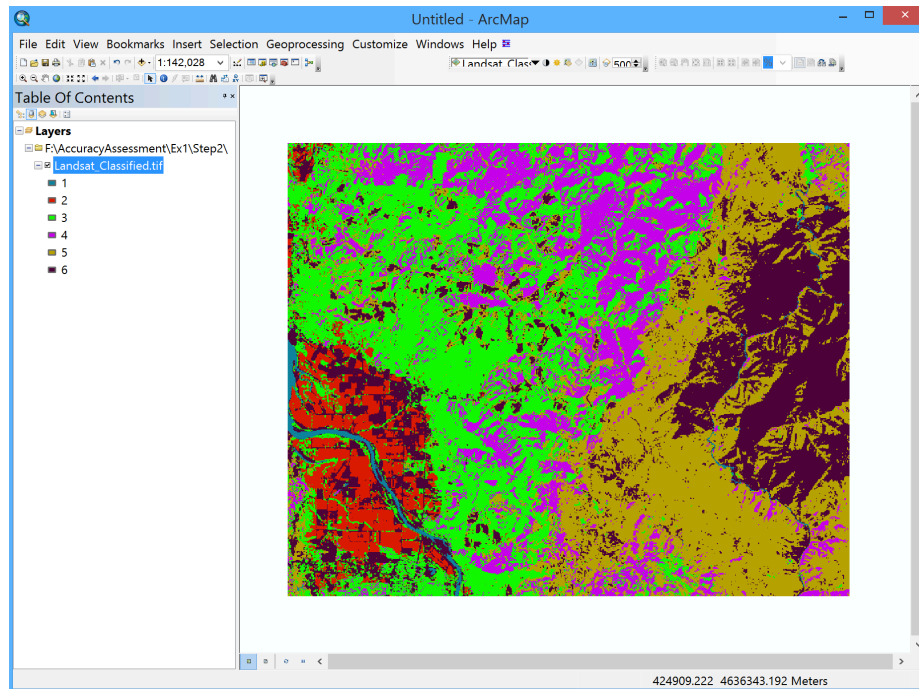 Untitled - ArcMap
File Edit View Bookmarks Insert Selection Geoprocessing Customize Windows Help
1:142,028
Landsat_Clas
500
Table Of Contents
Layers
F:\AccuracyAssessment\Ex1\Step2\
Landsat_Classified.tif
1
2
3
4
5
6
424909.222 4636343.192 Meters